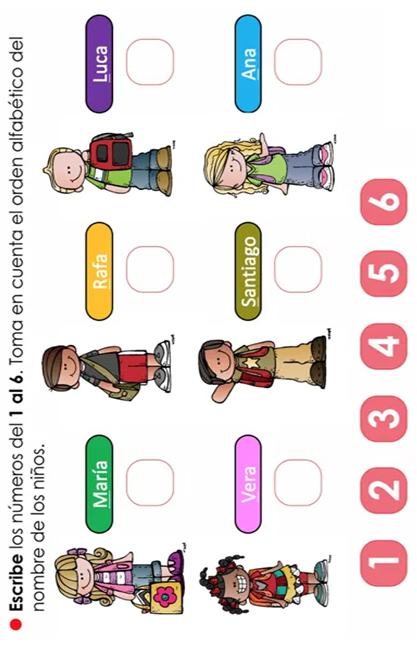 Escribe los números del 1 al 6. Toma en cuenta el orden alfabético del
nombre de los niños.
María
Rafa
Luca
Vera
Santiago
Ana
1 2 3 4 5 6